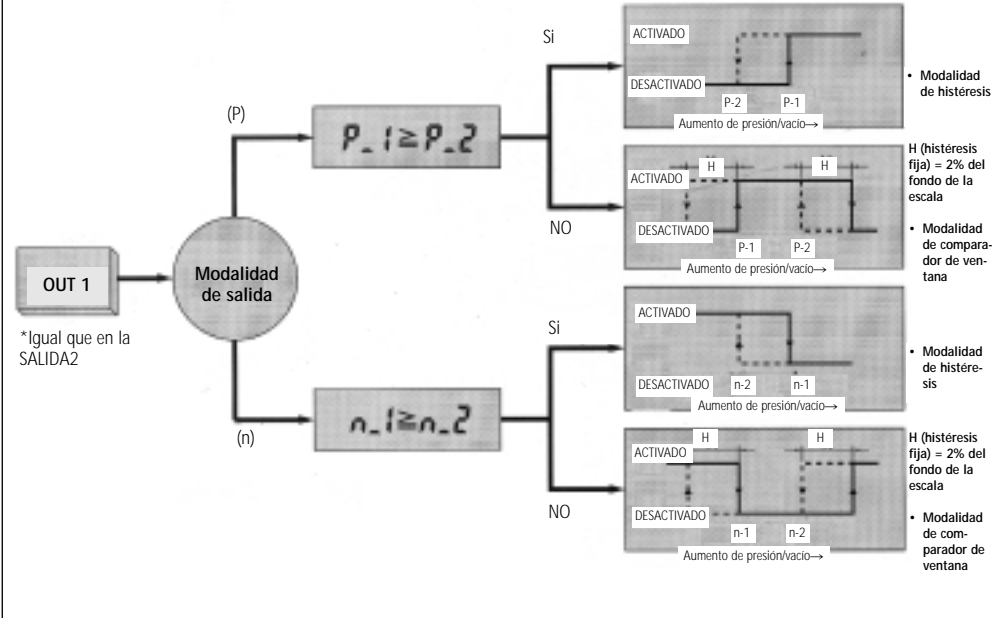 Si
ACTIVADO
DESACTIVADO
P-2
P-1
Aumento de presión/vacío→
• Modalidad
de histéresis
(P)
P_1≧P_2
H
H
ACTIVADO
DESACTIVADO
P-1
P-2
Aumento de presión/vacío→
H (histéresis
fija) = 2% del
fondo de la
escala
• Modalidad
de compara-
dor de ven-
tana
NO
OUT 1
Modalidad
de salida
*Igual que en la
SALIDA2
Si
ACTIVADO
DESACTIVADO
n-2
n-1
Aumento de presión/vacío→
• Modalidad
de histére-
sis
(n)
n_1≧n_2
H
H
ACTIVADO
DESACTIVADO
n-1
n-2
Aumento de presión/vacío→
H (histéresis
fija) = 2% del
fondo de la
escala
• Modalidad
de com-
parador de
ventana
NO